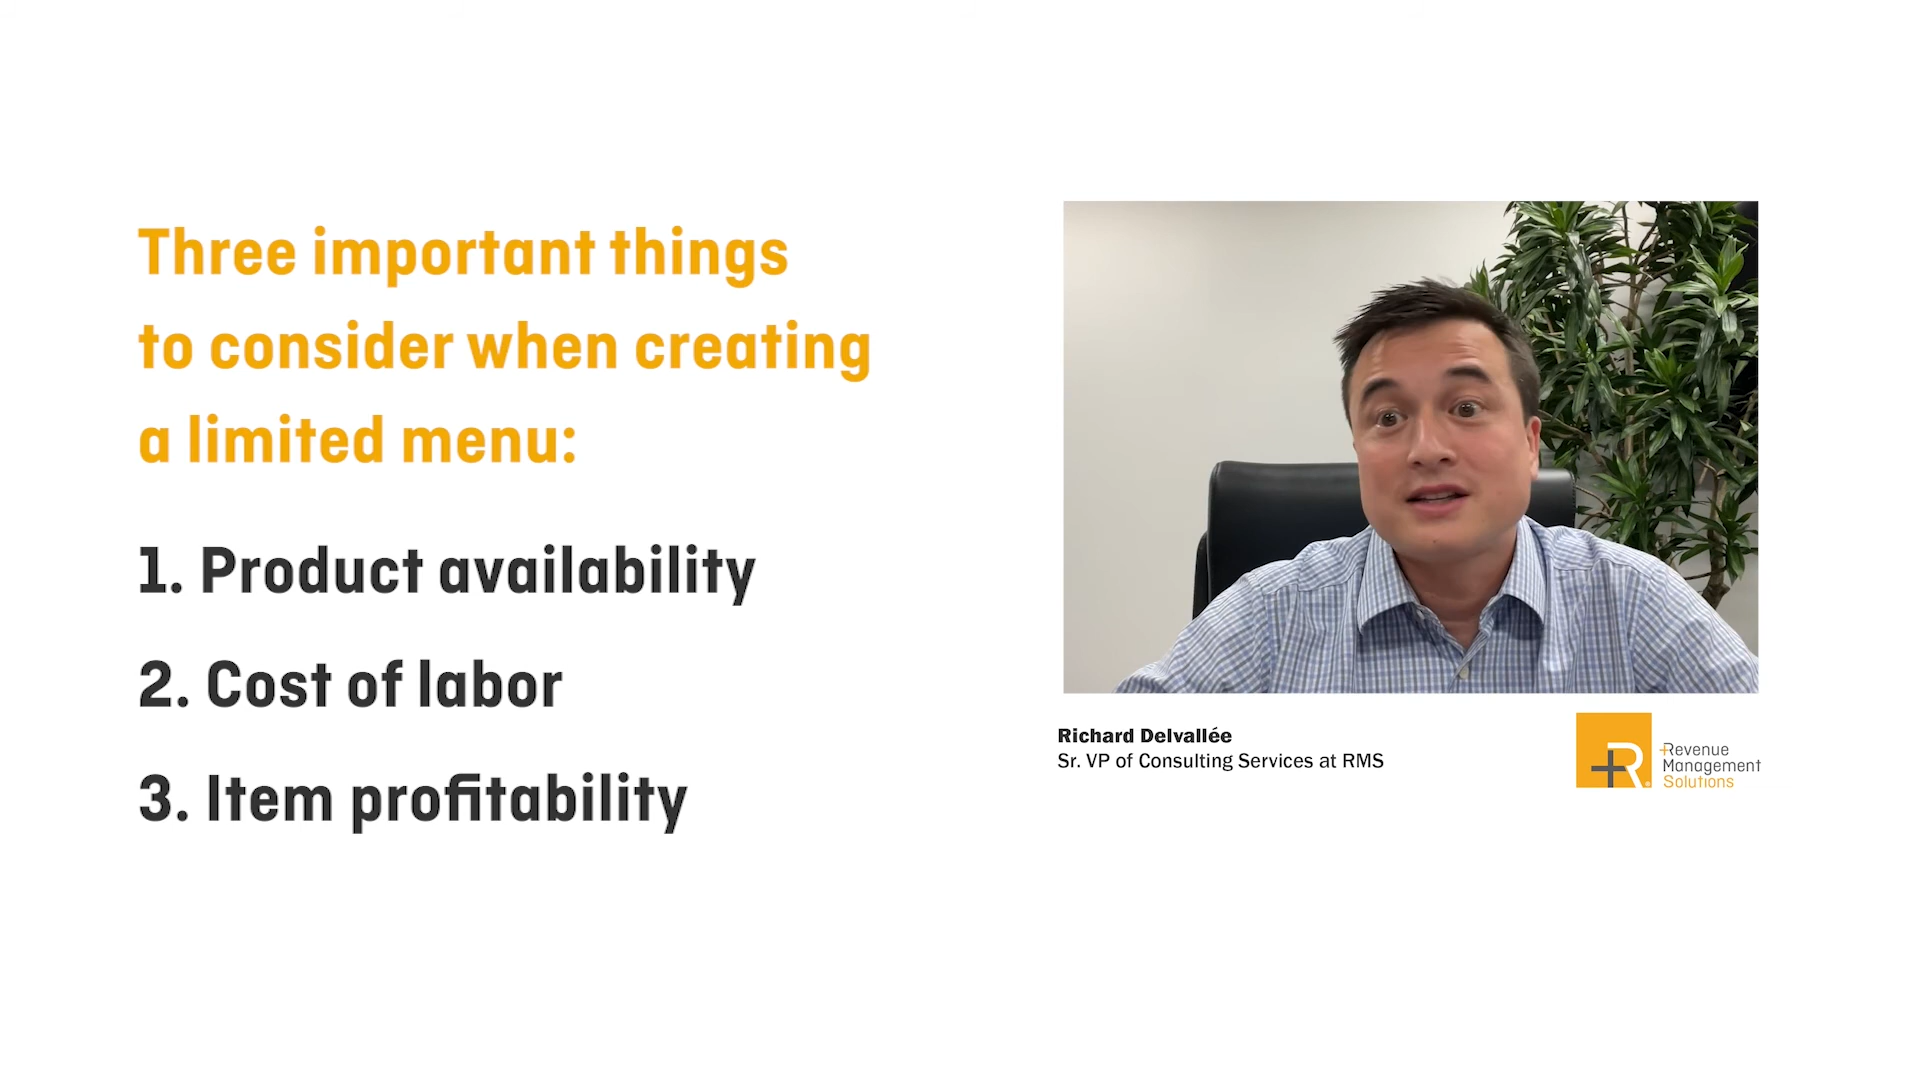 Three important things
to consider when creating
a limited menu:
1. Product availability
2. Cost of labor
3. Item profitability
Richard Delvallée
Sr. VP of Consulting Services at RMS
+R
Revenue
Management
Solutions